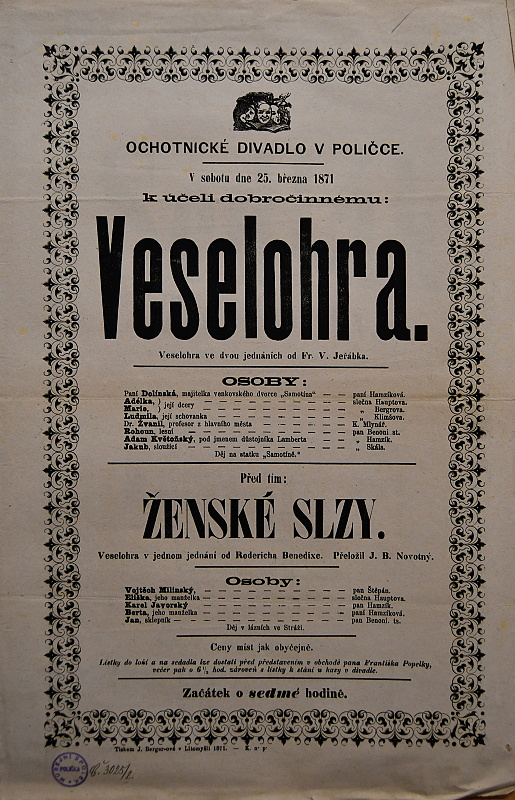 OCHOTNICKÉ DIVADLO V POLIČCE.
V sobotu dne 25. března 1871
k účeli dobročinnému:
Veselohra.
Veselohra ve dvou jednáních od Fr. V. Jeřábka.
OSOBY:
Paní Dolinská, majitelka venkovského dvorce „Samotína“ — — — paní Hamzíková.
Adélka, } její dcery — — — slečna Hauptova.
Marie, — — — „ Bergrova.
Ludmila, její schovanka — — — „ Klimšova.
Dr. Žvanil, profesor z hlavního města — — — K. Mlynář.
Rohoun, lesní — — — pan Benoni st.
Adam Květoňský, pod jmenem důstojníka Lamberta — — — „ Hamzík.
Jakub, sloužící — — — „ Skála.
Děj na statku „Samotíně.“
Před tím:
ŽENSKÉ SLZY.
Veselohra v jednom jednání od Rodericha Benedixe. Přeložil J. B. Novotný.
Osoby:
Vojtěch Milinský, — — — pan Štěpán.
Eliška, jeho manželka — — — slečna Hauptova.
Karel Javorský — — — pan Hamzík.
Berta, jeho manželka — — — paní Hamzíková.
Jan, sklepník — — — pan Benoni. ts.
Děj v lázních ve Stráži.
Ceny míst jak obyčejně.
Lístky do loží a na sedadla lze dostati před představením v obchodě pana Františka Popelky,
večer pak o 6½ hod. zároveň s lístky k stání u kasy v divadle.
Začátek o sedmé hodině.
Tiskem J. Bergerové v Litomyšli 1871. — K.
POLIČKA
3025/2.